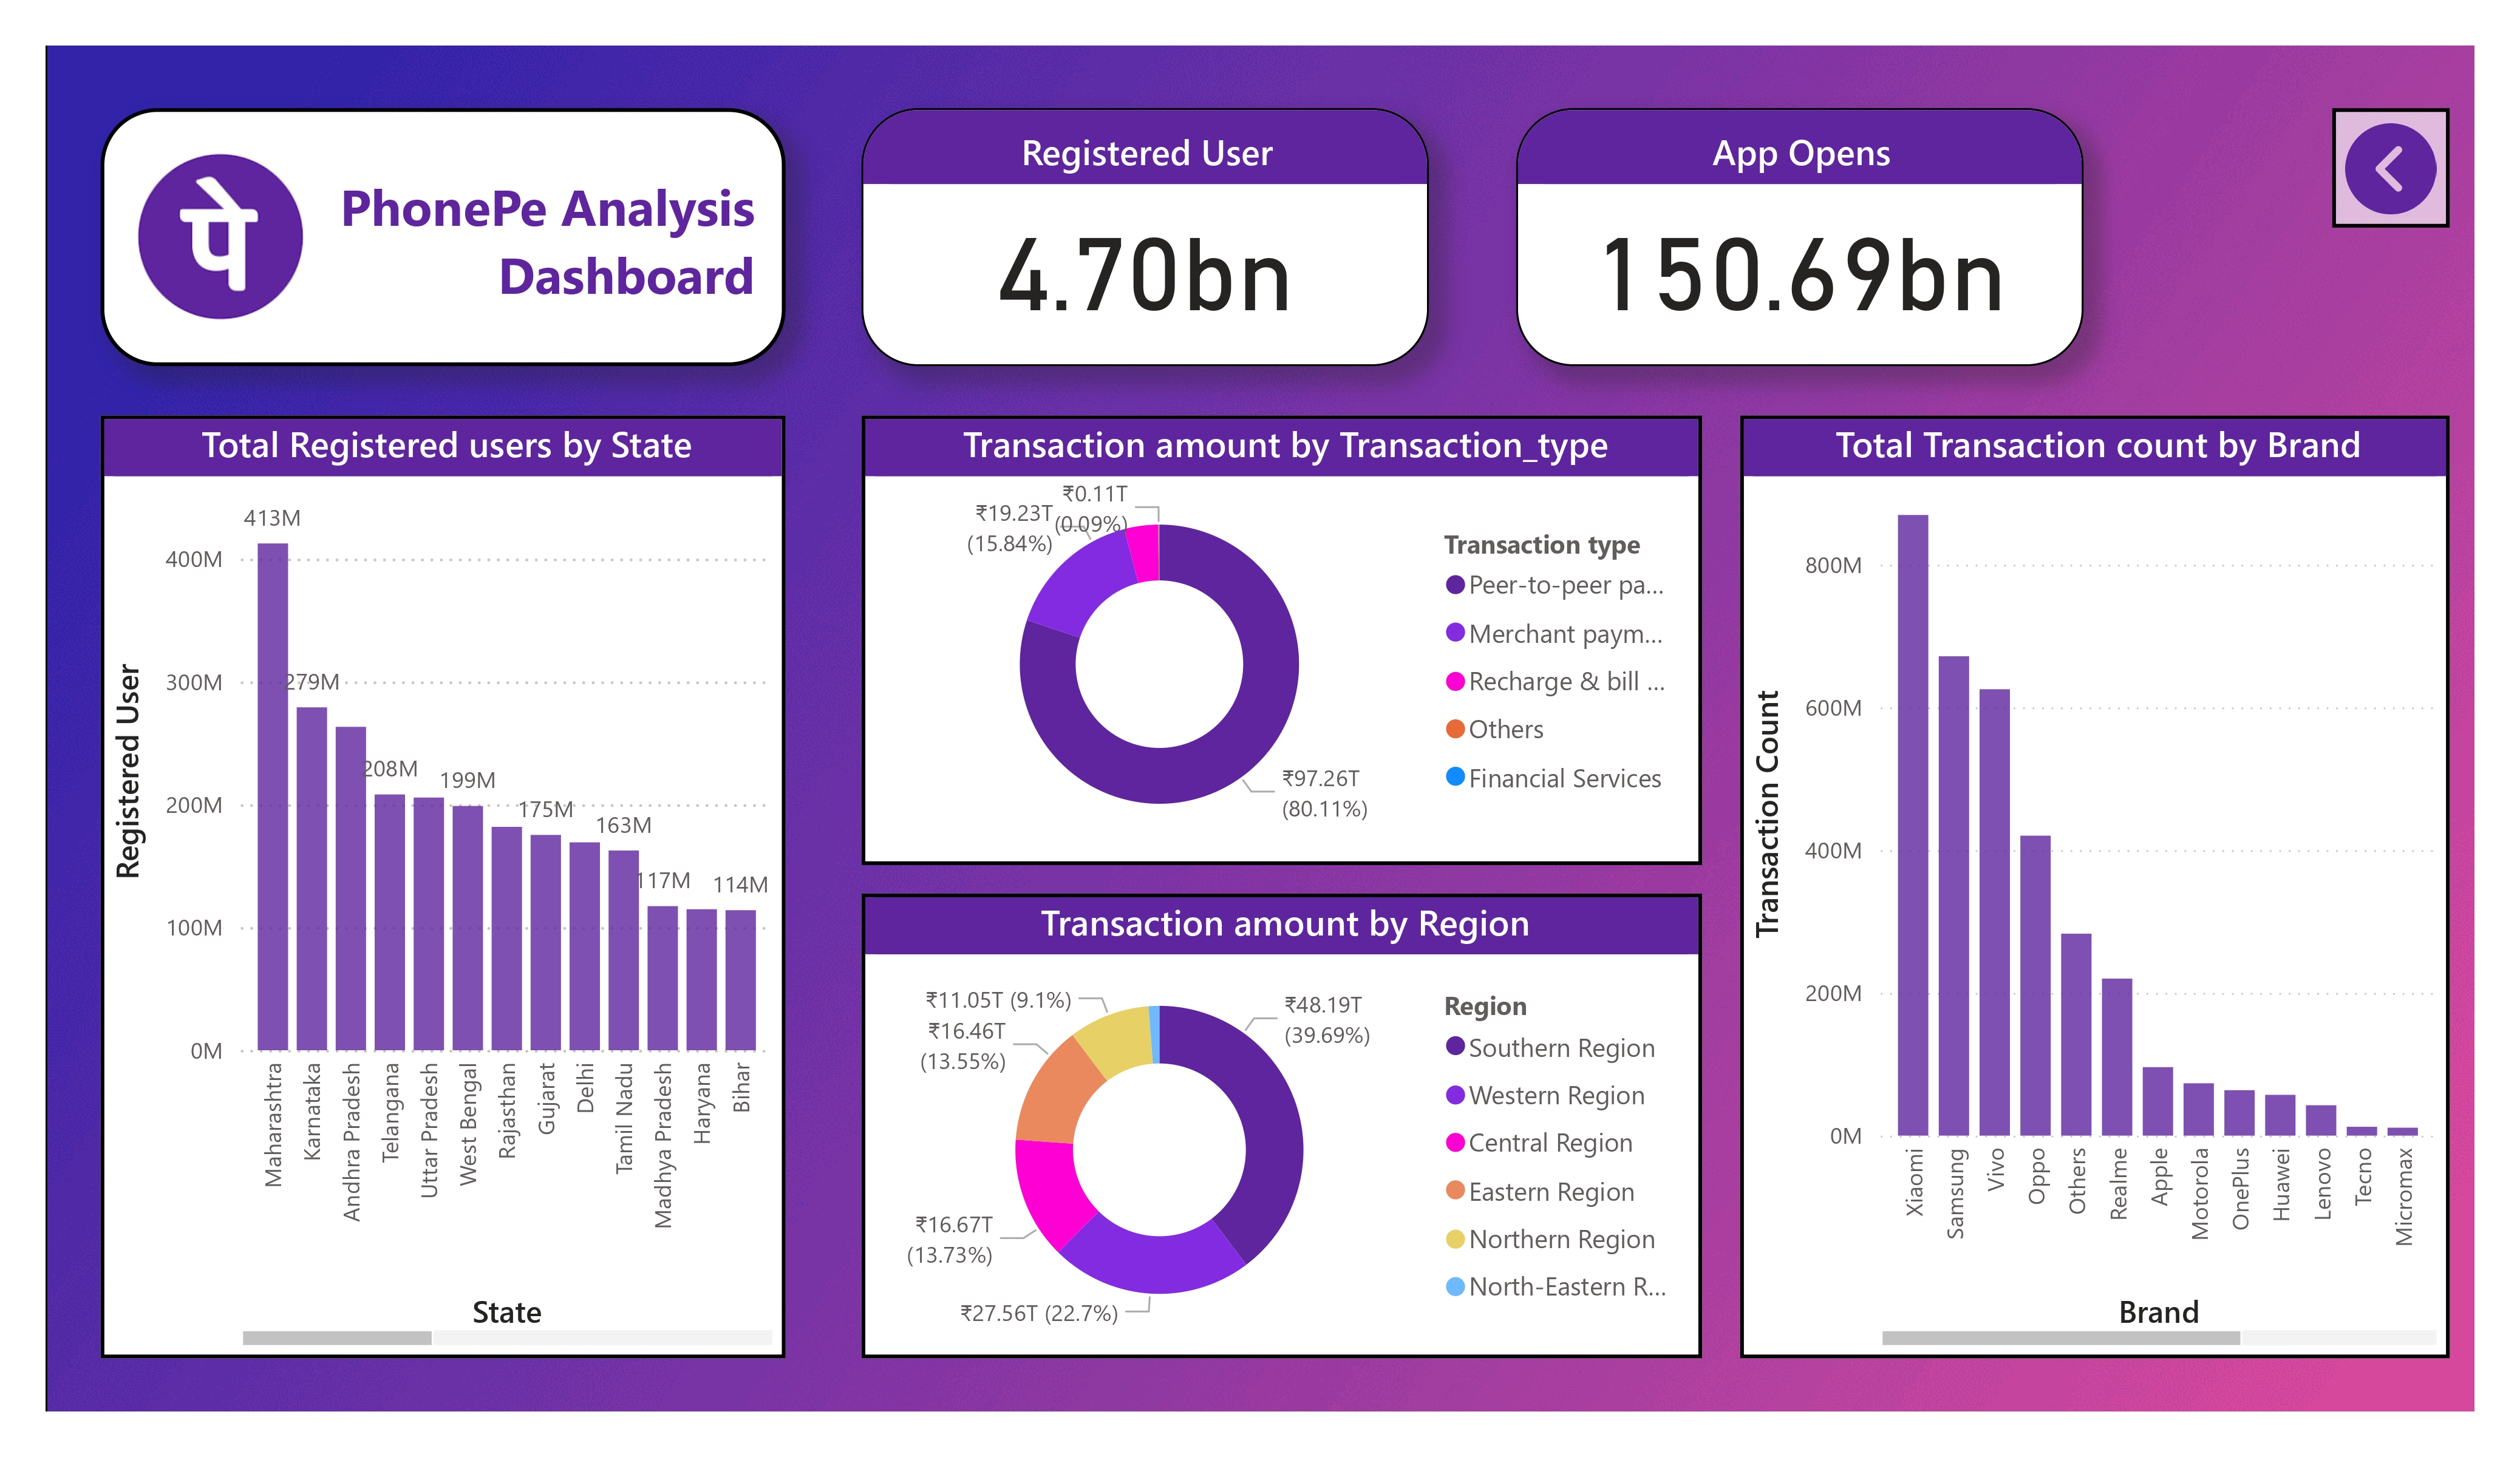 पे
PhonePe Analysis
Dashboard
Registered User
4.70bn
App Opens
150.69bn
Total Registered users by State
Registered User
400M
300M
200M
100M
0M
413M
279M
208M
199M
175M
163M
117M
114M
Maharashtra
Karnataka
Andhra Pradesh
Telangana
Uttar Pradesh
West Bengal
Rajasthan
Gujarat
Delhi
Tamil Nadu
Madhya Pradesh
Haryana
Bihar
State
Transaction amount by Transaction_type
₹0.11T
(0.09%)
₹19.23T
(15.84%)
₹97.26T
(80.11%)
Transaction type
Peer-to-peer pa...
Merchant paym...
Recharge & bill ...
Others
Financial Services
Transaction amount by Region
₹11.05T (9.1%)
₹16.46T
(13.55%)
₹16.67T
(13.73%)
₹27.56T (22.7%)
₹48.19T
(39.69%)
Region
Southern Region
Western Region
Central Region
Eastern Region
Northern Region
North-Eastern R...
Total Transaction count by Brand
Transaction Count
800M
600M
400M
200M
0M
Xiaomi
Samsung
Vivo
Oppo
Others
Realme
Apple
Motorola
OnePlus
Huawei
Lenovo
Tecno
Micromax
Brand